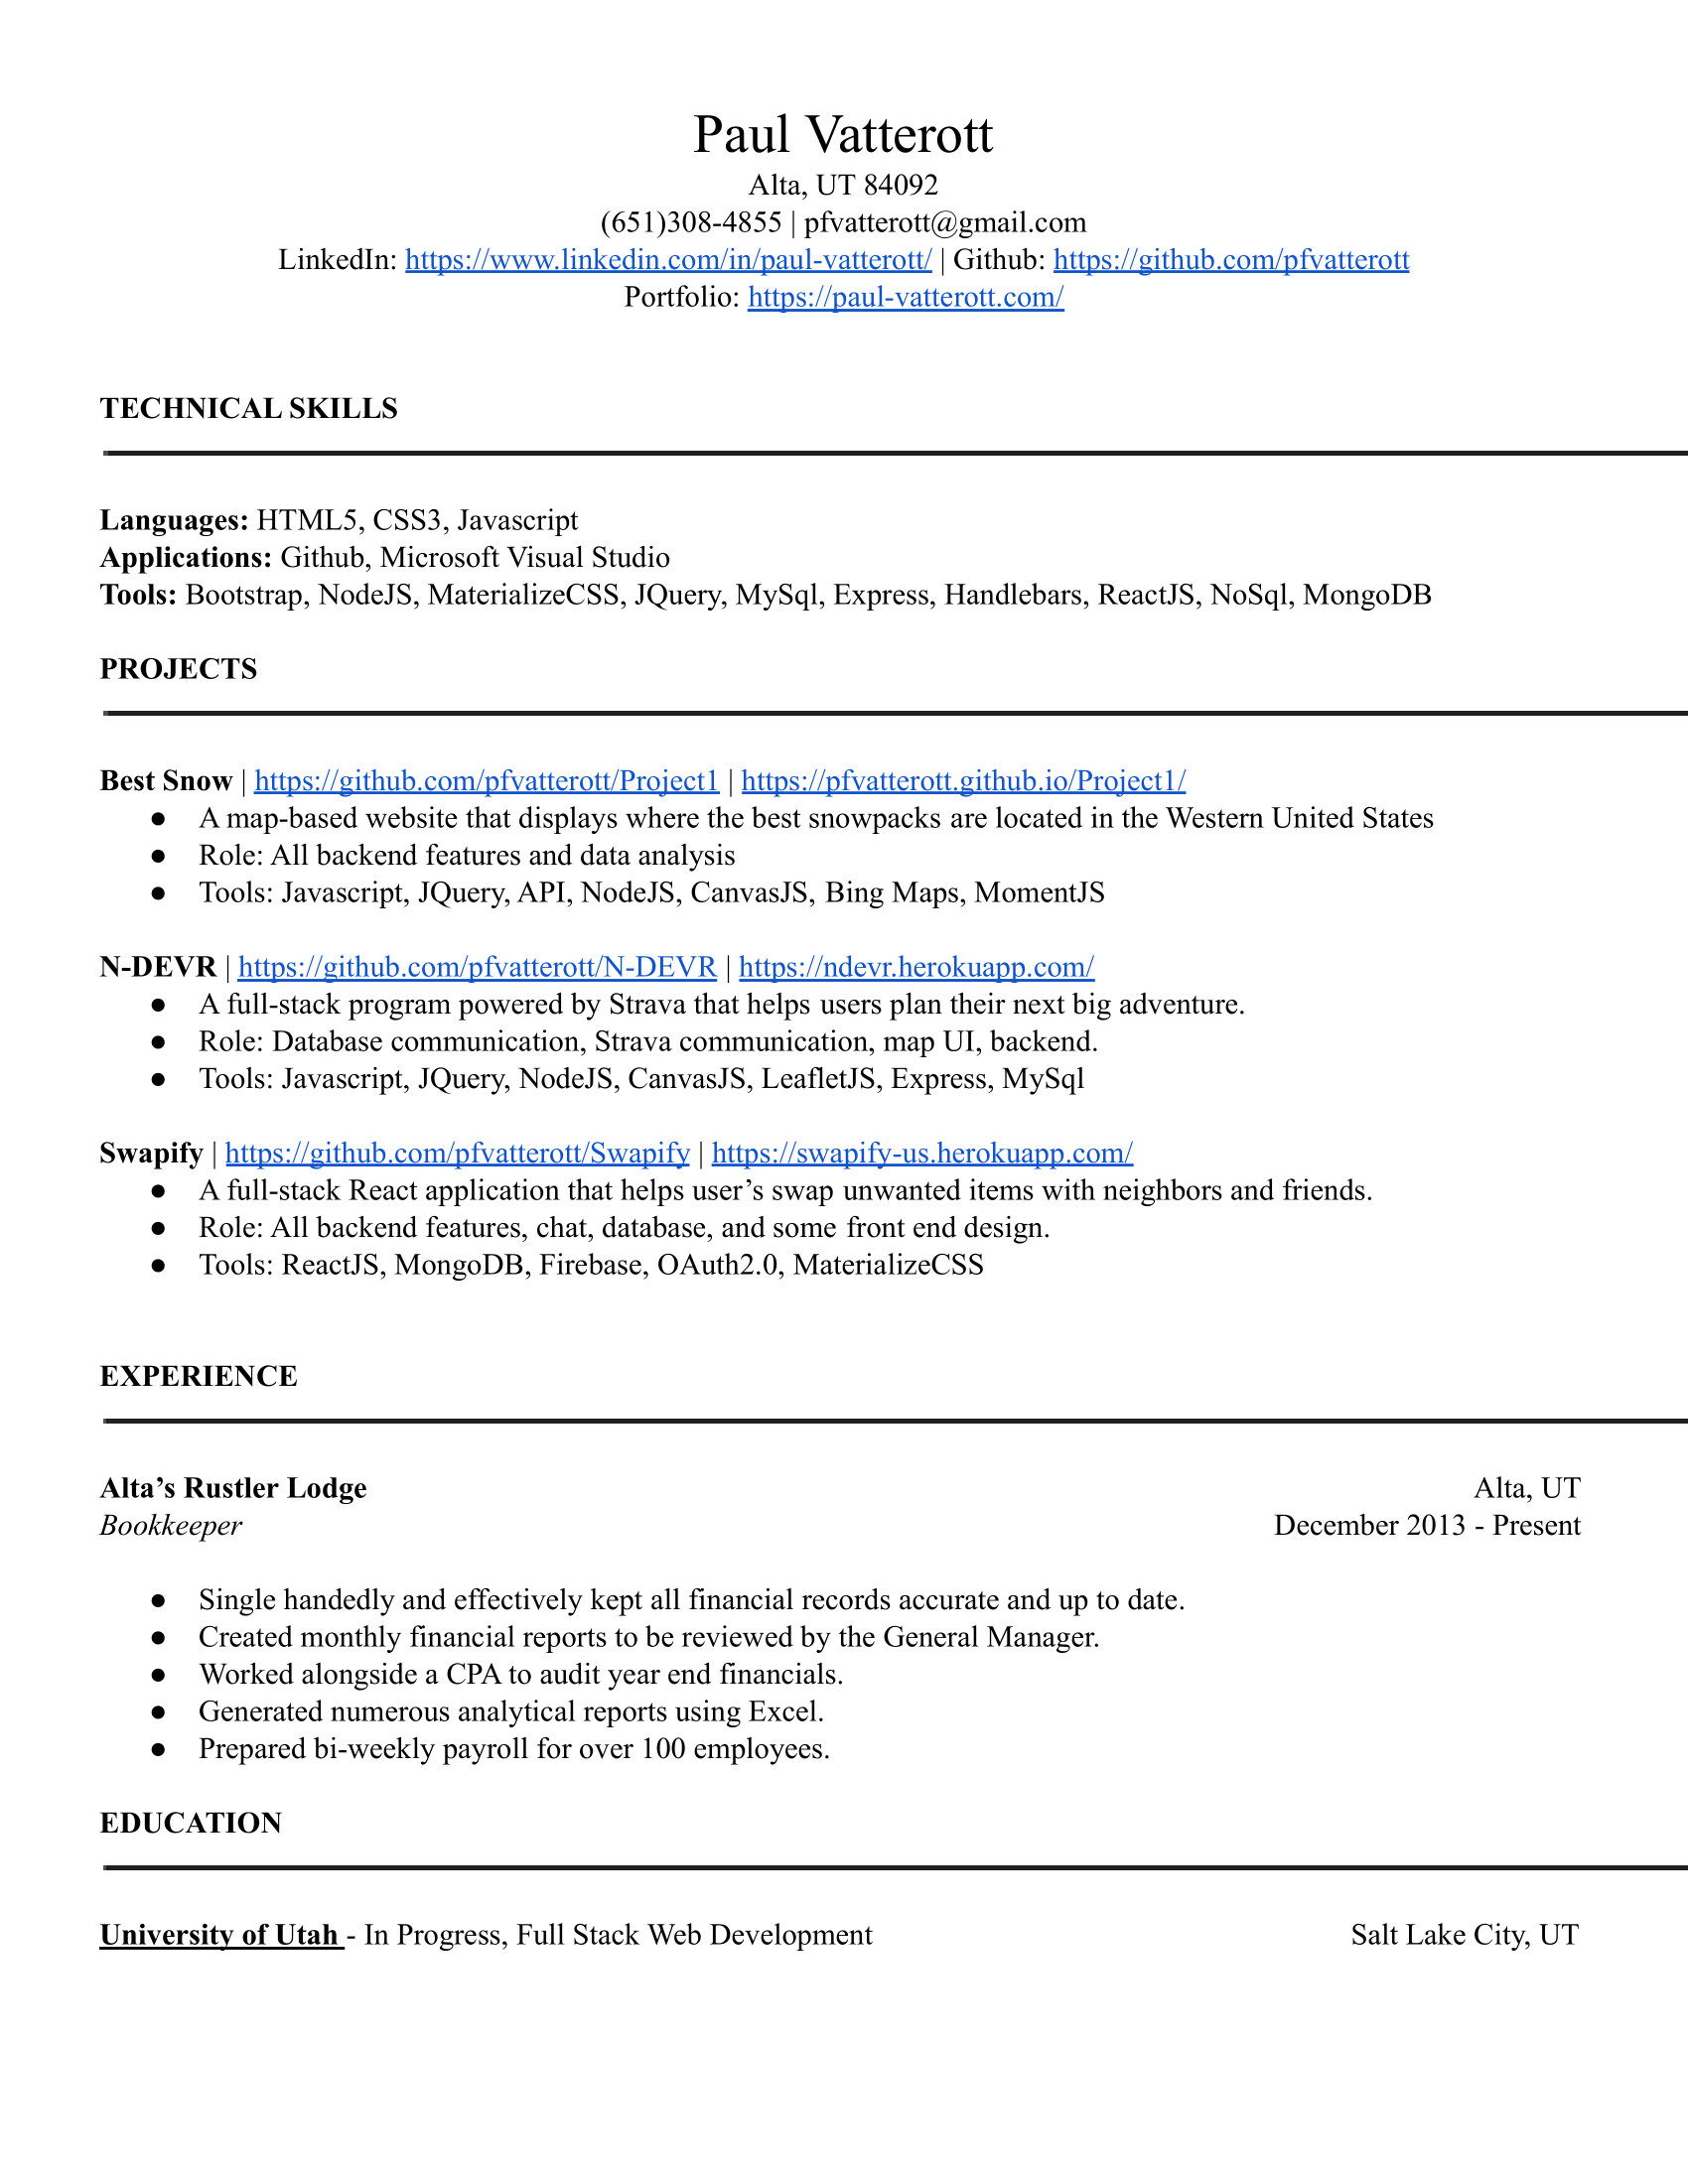 Paul Vatterott
Alta, UT 84092
(651)308-4855 | pfvatterott@gmail.com
LinkedIn: https://www.linkedin.com/in/paul-vatterott/ | Github: https://github.com/pfvatterott
Portfolio: https://paul-vatterott.com/
TECHNICAL SKILLS
Languages: HTML5, CSS3, Javascript
Applications: Github, Microsoft Visual Studio
Tools: Bootstrap, NodeJS, MaterializeCSS, JQuery, MySql, Express, Handlebars, ReactJS, NoSql, MongoDB
PROJECTS
Best Snow | https://github.com/pfvatterott/Project1 | https://pfvatterott.github.io/Project1/
● A map-based website that displays where the best snowpacks are located in the Western United States
● Role: All backend features and data analysis
● Tools: Javascript, JQuery, API, NodeJS, CanvasJS, Bing Maps, MomentJS
N-DEVR | https://github.com/pfvatterott/N-DEVR | https://ndevr.herokuapp.com/
● A full-stack program powered by Strava that helps users plan their next big adventure.
● Role: Database communication, Strava communication, map UI, backend.
● Tools: Javascript, JQuery, NodeJS, CanvasJS, LeafletJS, Express, MySql
Swapify | https://github.com/pfvatterott/Swapify | https://swapify-us.herokuapp.com/
● A full-stack React application that helps user’s swap unwanted items with neighbors and friends.
● Role: All backend features, chat, database, and some front end design.
● Tools: ReactJS, MongoDB, Firebase, OAuth2.0, MaterializeCSS
EXPERIENCE
Alta’s Rustler Lodge Alta, UT
Bookkeeper December 2013 - Present
● Single handedly and effectively kept all financial records accurate and up to date.
● Created monthly financial reports to be reviewed by the General Manager.
● Worked alongside a CPA to audit year end financials.
● Generated numerous analytical reports using Excel.
● Prepared bi-weekly payroll for over 100 employees.
EDUCATION
University of Utah - In Progress, Full Stack Web Development Salt Lake City, UT